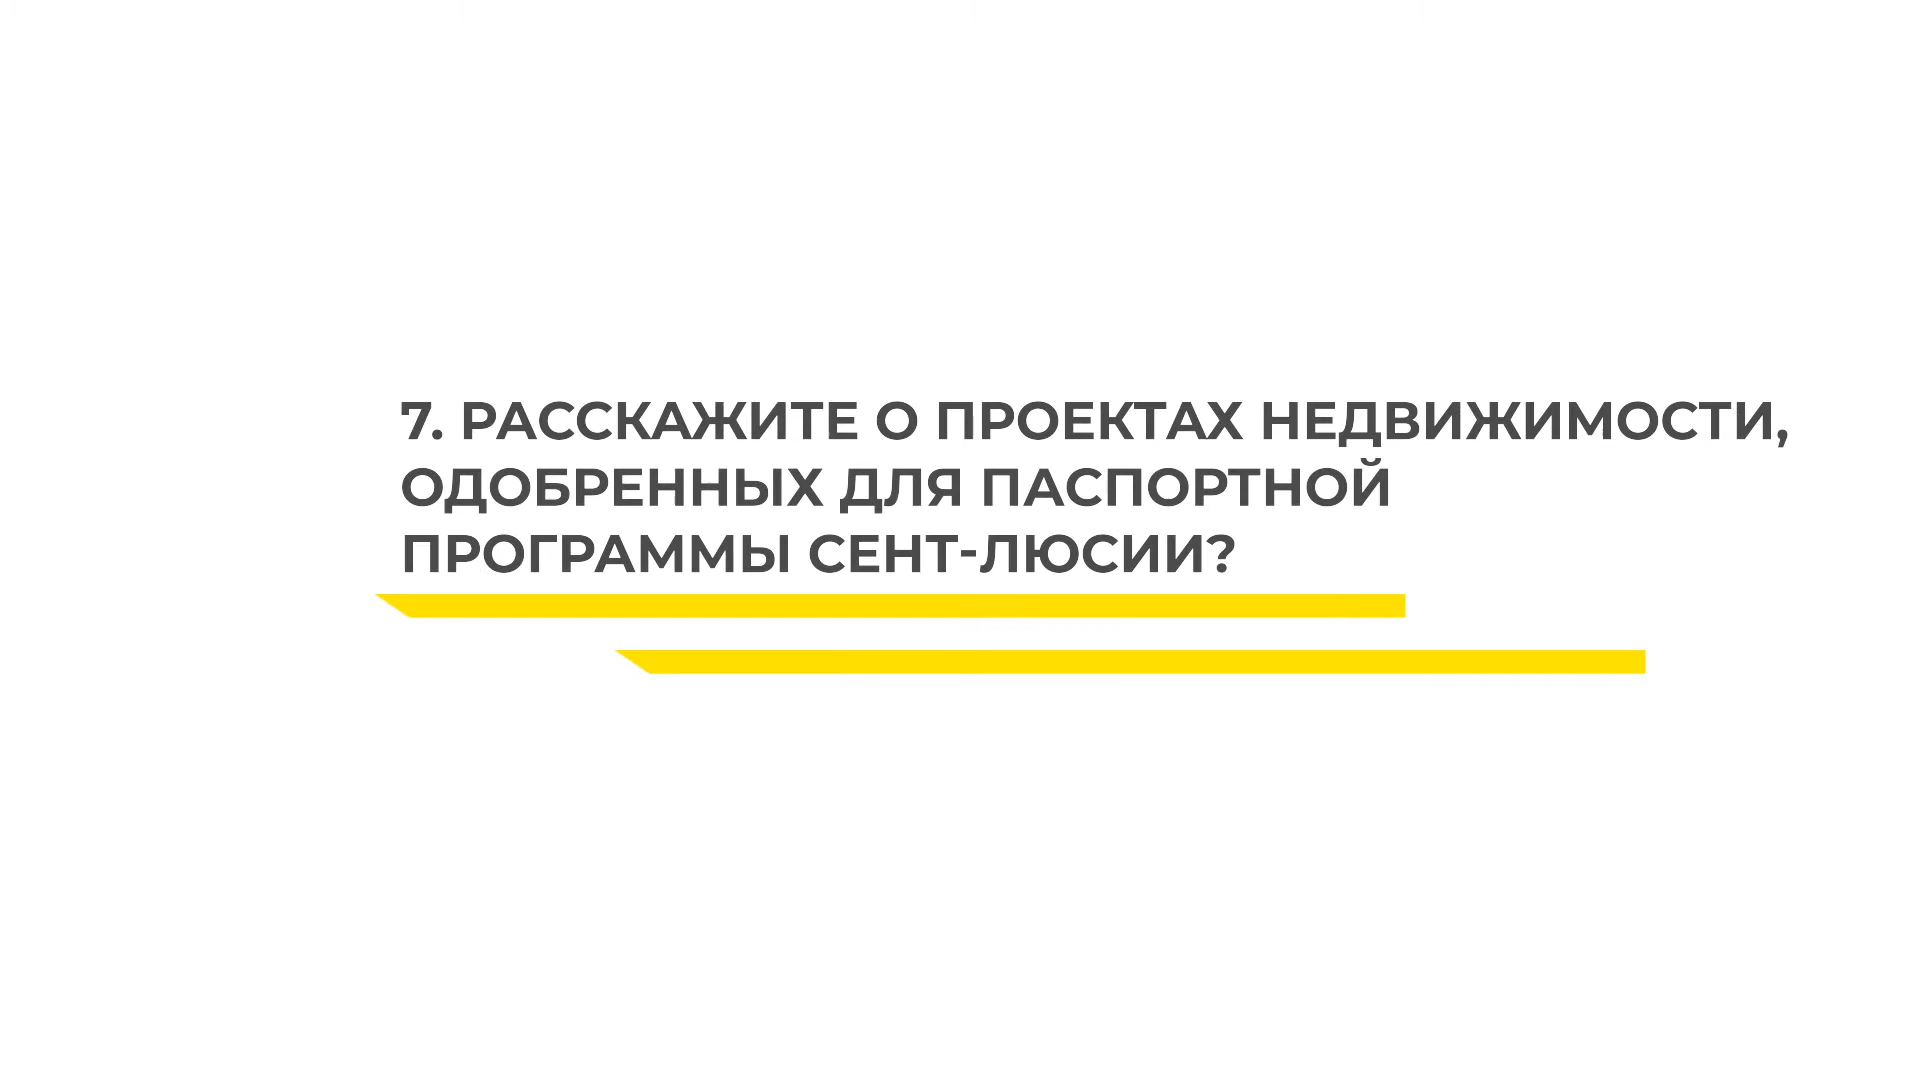 7. РАССКАЖИТЕ О ПРОЕКТАХ НЕДВИЖИМОСТИ,
ОДОБРЕННЫХ ДЛЯ ПАСПОРТНОЙ
ПРОГРАММЫ СЕНТ-ЛЮСИИ?